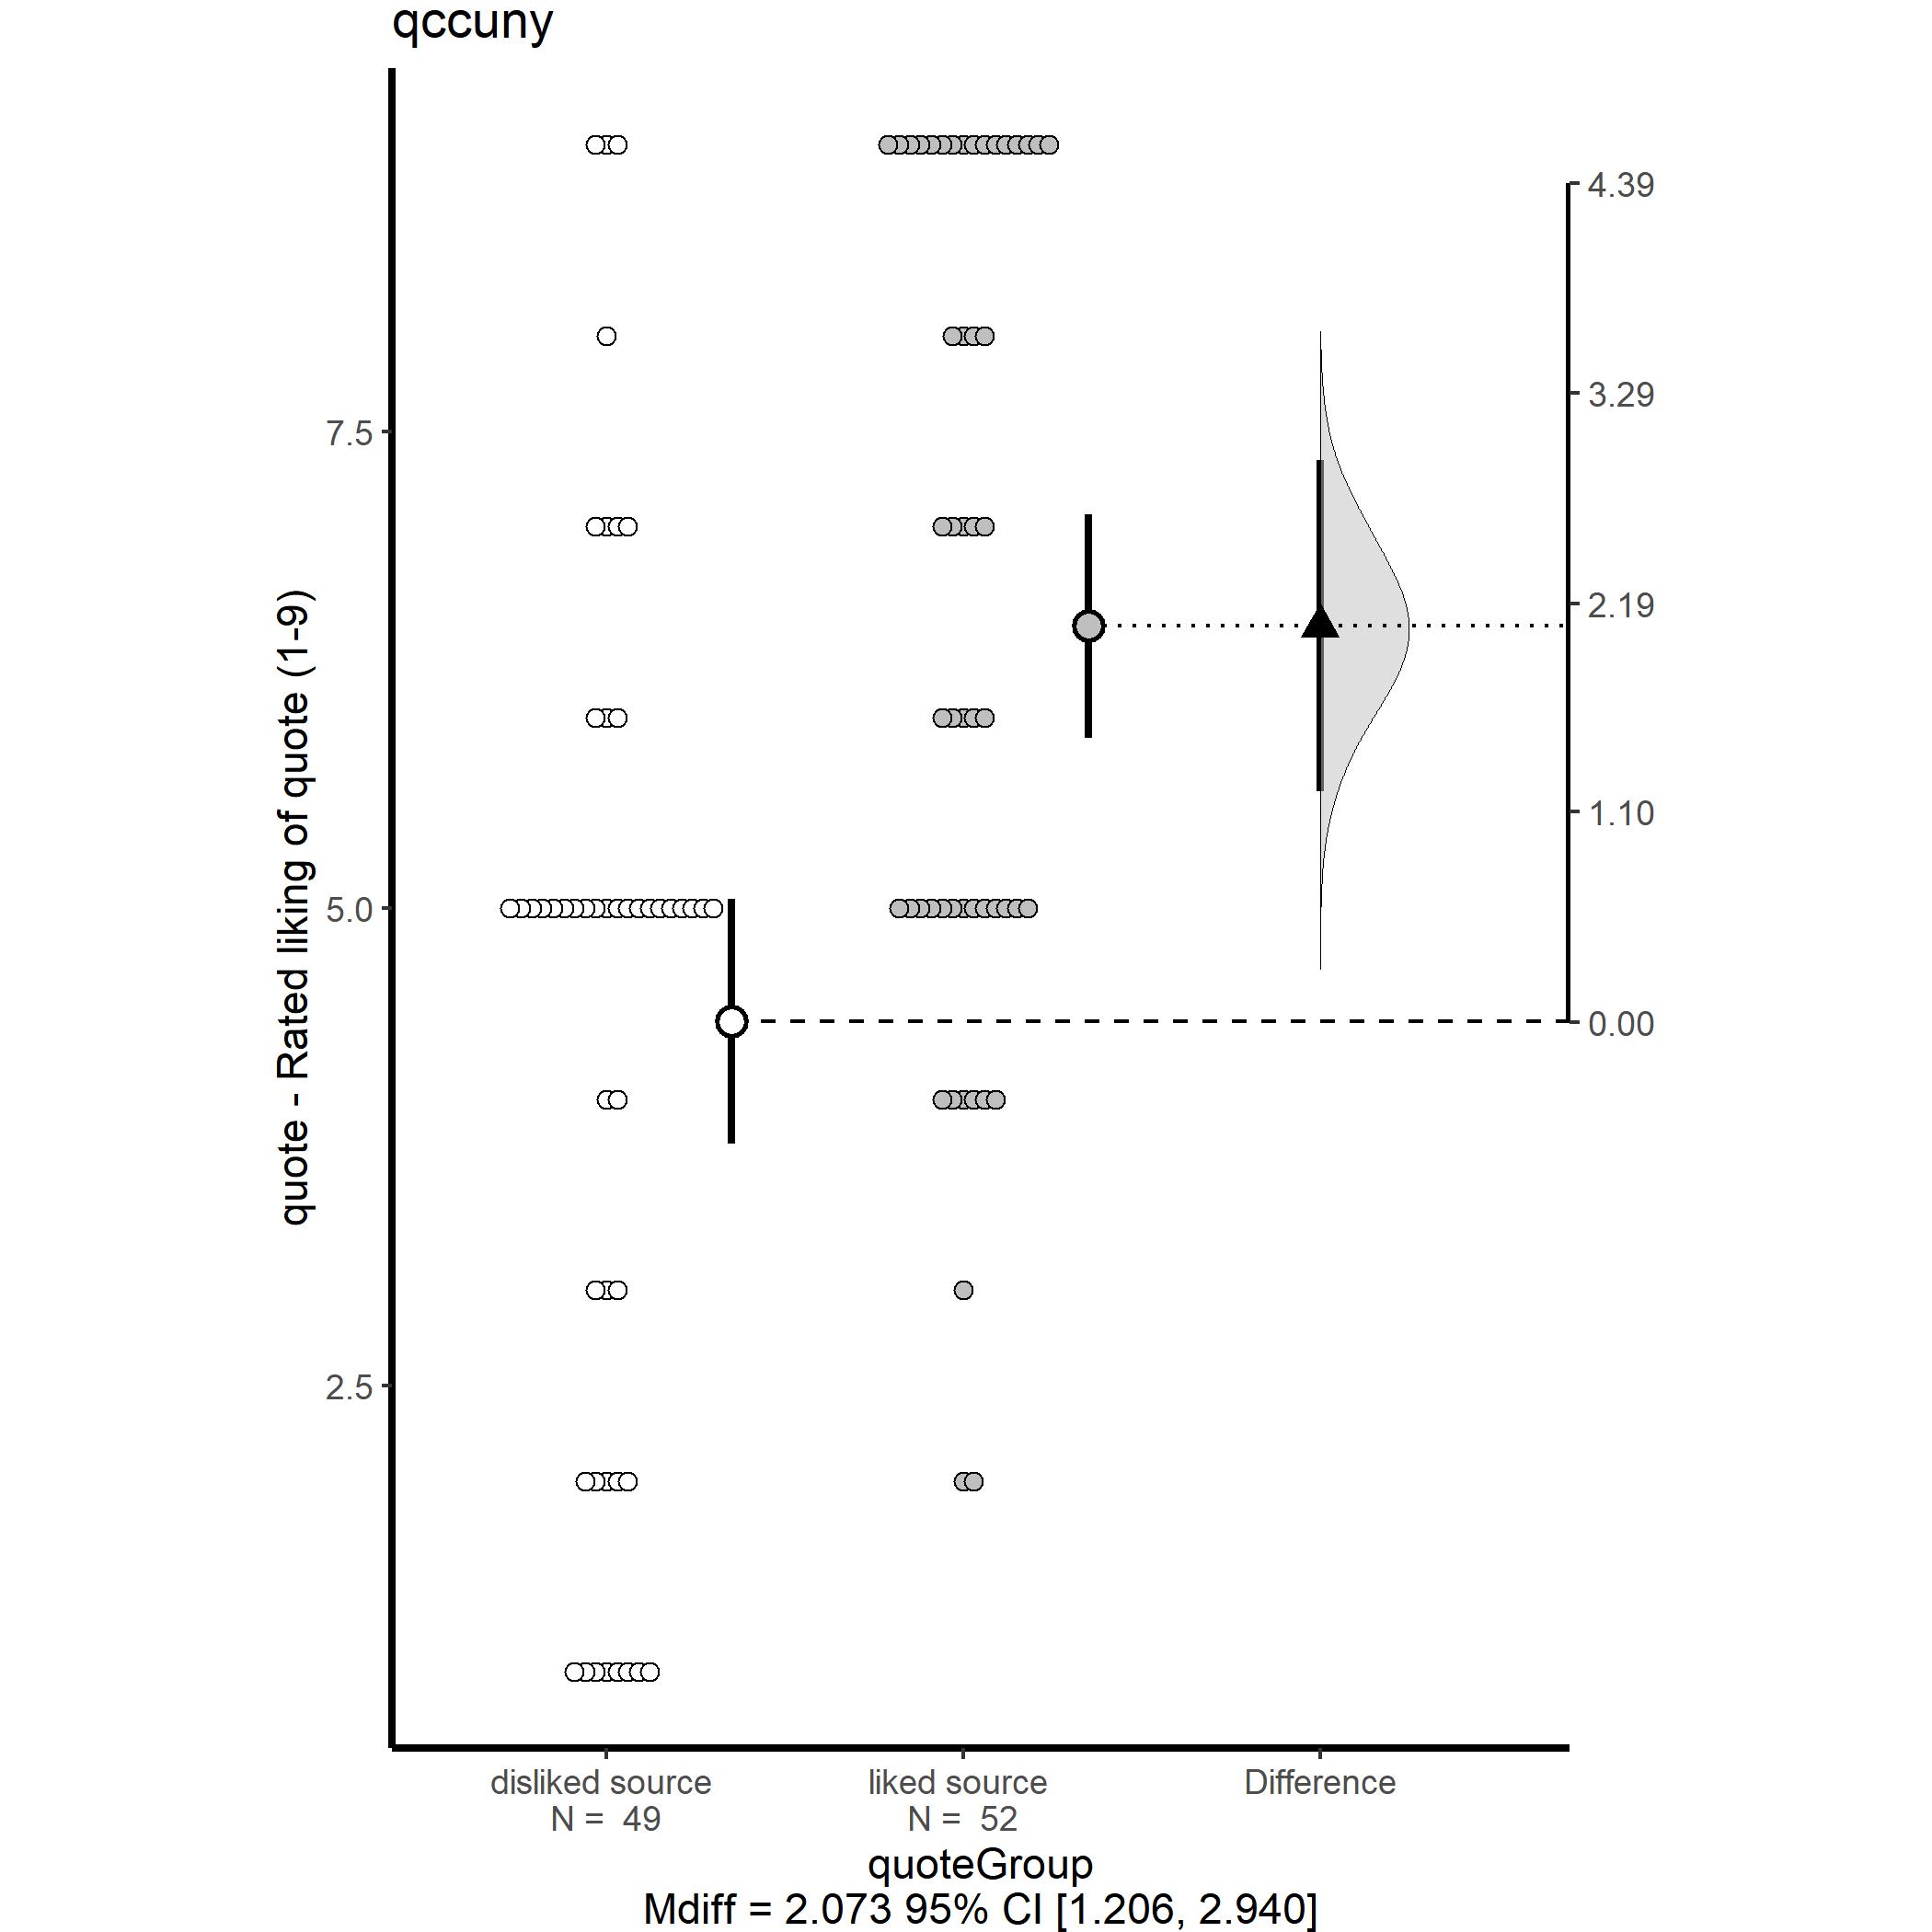 qccuny
quote - Rated liking of quote (1-9)
7.5
5.0
2.5
4.39
3.29
2.19
1.10
0.00
disliked source
N =  49
liked source
N =  52
Difference
quoteGroup
Mdiff = 2.073 95% CI [1.206, 2.940]